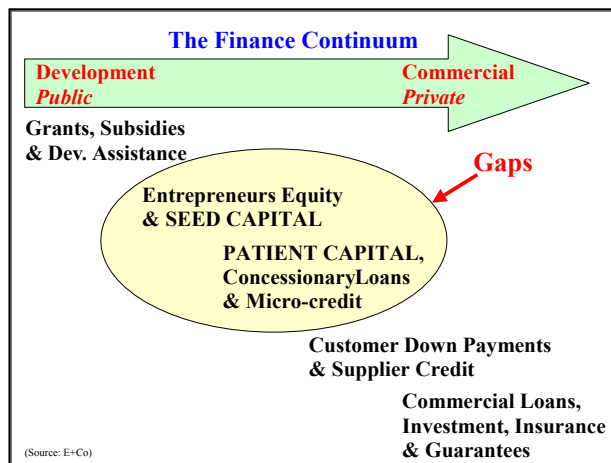 The Finance Continuum
Development
Public
Commercial
Private
Grants, Subsidies
& Dev. Assistance
Gaps
Entrepreneurs Equity
& SEED CAPITAL
PATIENT CAPITAL,
ConcessionaryLoans
& Micro-credit
Customer Down Payments
& Supplier Credit
Commercial Loans,
Investment, Insurance
& Guarantees
(Source: E+Co)